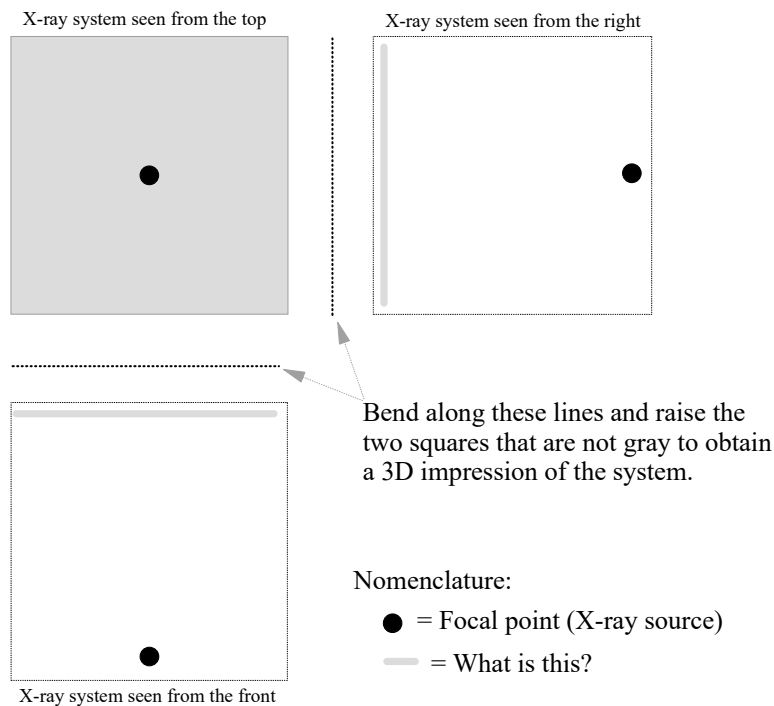 X-ray system seen from the top
X-ray system seen from the right
Bend along these lines and raise the
two squares that are not gray to obtain
a 3D impression of the system.
Nomenclature:
= Focal point (X-ray source)
= What is this?
X-ray system seen from the front